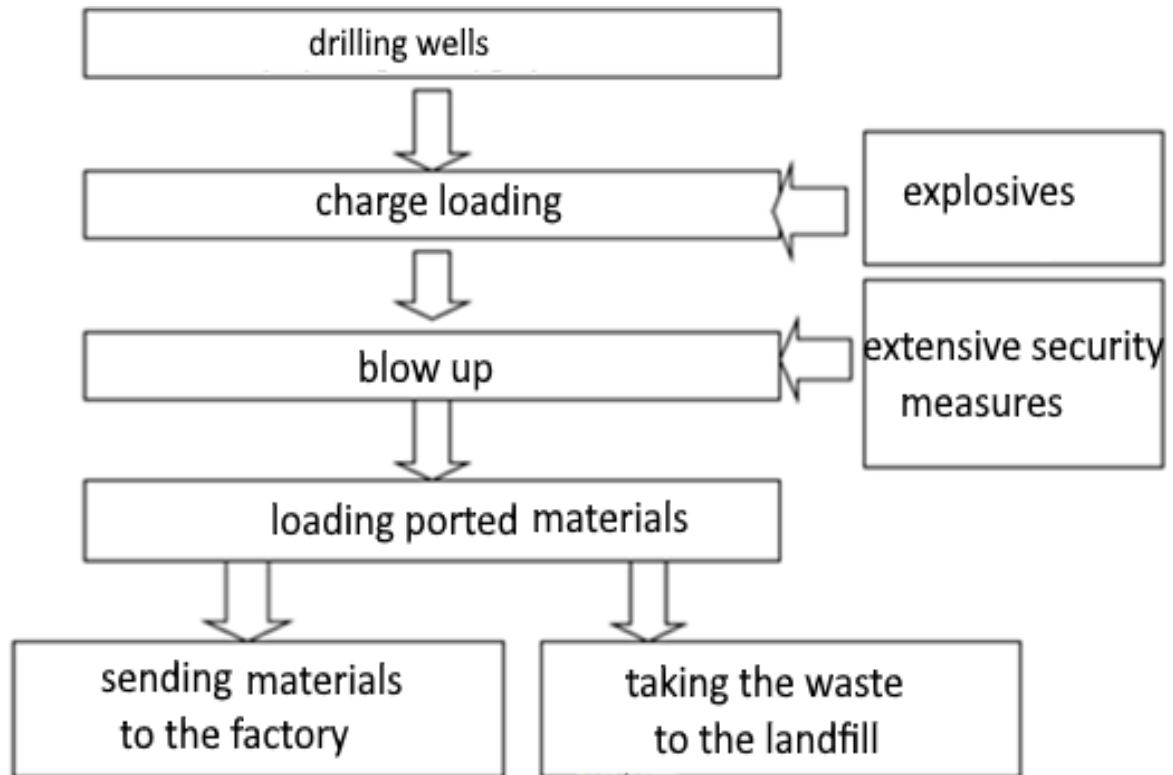 drilling wells
charge loading
explosives
blow up
extensive security
measures
loading ported materials
sending materials
to the factory
taking the waste
to the landfill